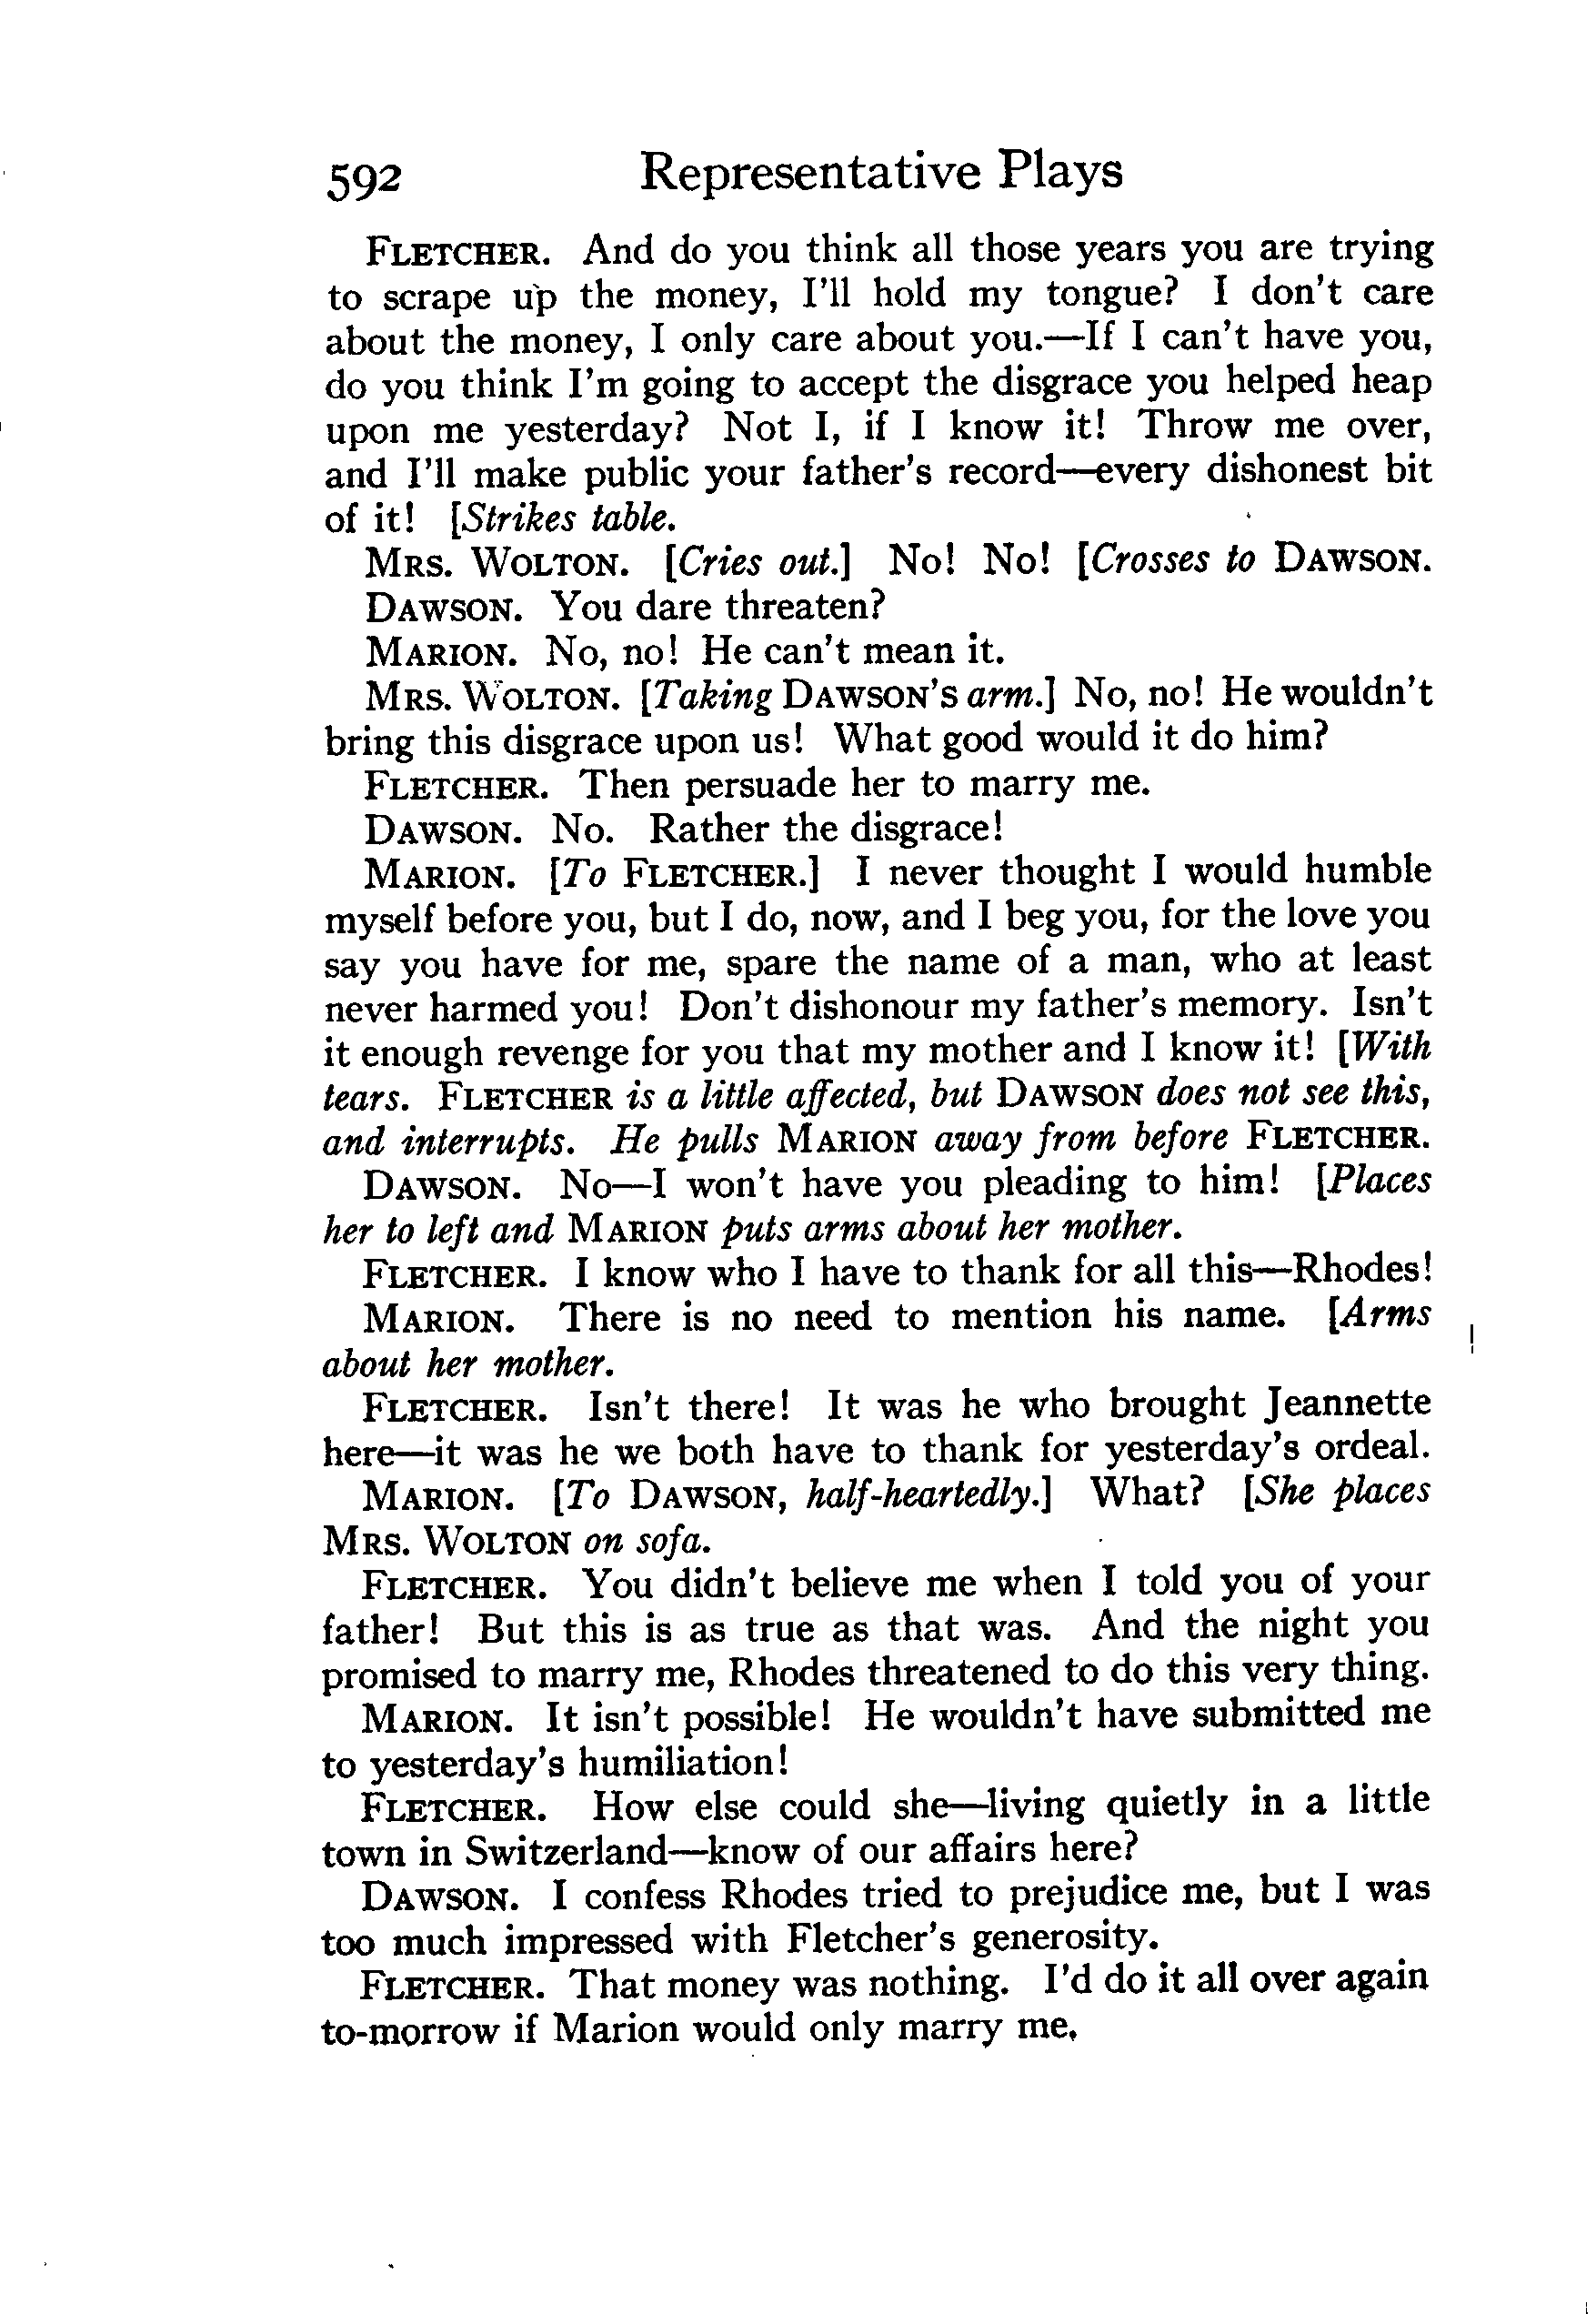 592 Representative Plays
FLETCHER. And do you think all those years you are trying
to scrape up the money, I'll hold my tongue? I don't care
about the money, I only care about you.—If I can't have you,
do you think I'm going to accept the disgrace you helped heap
upon me yesterday? Not I, if I know it! Throw me over,
and I'll make public your father's record—every dishonest bit
of it! [Strikes table.
MRS. WOLTON. [Cries out.] No! No! [Crosses to DAWSON.
DAWSON. You dare threaten?
MARION. No, no! He can't mean it.
MRS. WOLTON. [Taking DAWSON'S arm.] No, no! He wouldn't
bring this disgrace upon us! What good would it do him?
FLETCHER. Then persuade her to marry me.
DAWSON. No. Rather the disgrace!
MARION. [To FLETCHER.] I never thought I would humble
myself before you, but I do, now, and I beg you, for the love you
say you have for me, spare the name of a man, who at least
never harmed you! Don't dishonour my father's memory. Isn't
it enough revenge for you that my mother and I know it! [With
tears. FLETCHER is a little affected, but DAWSON does not see this,
and interrupts. He pulls MARION away from before FLETCHER.
DAWSON. No—I won't have you pleading to him! [Places
her to left and MARION puts arms about her mother.
FLETCHER. I know who I have to thank for all this—Rhodes!
MARION. There is no need to mention his name. [Arms
about her mother.
FLETCHER. Isn't there! It was he who brought Jeannette
here—it was he we both have to thank for yesterday's ordeal.
MARION. [To DAWSON, half-heartedly.] What? [She places
MRS. WOLTON on sofa.
FLETCHER. You didn't believe me when I told you of your
father! But this is as true as that was. And the night you
promised to marry me, Rhodes threatened to do this very thing.
MARION. It isn't possible! He wouldn't have submitted me
to yesterday's humiliation!
FLETCHER. How else could she—living quietly in a little
town in Switzerland—know of our affairs here?
DAWSON. I confess Rhodes tried to prejudice me, but I was
too much impressed with Fletcher's generosity.
FLETCHER. That money was nothing. I'd do it all over again
to-morrow if Marion would only marry me.